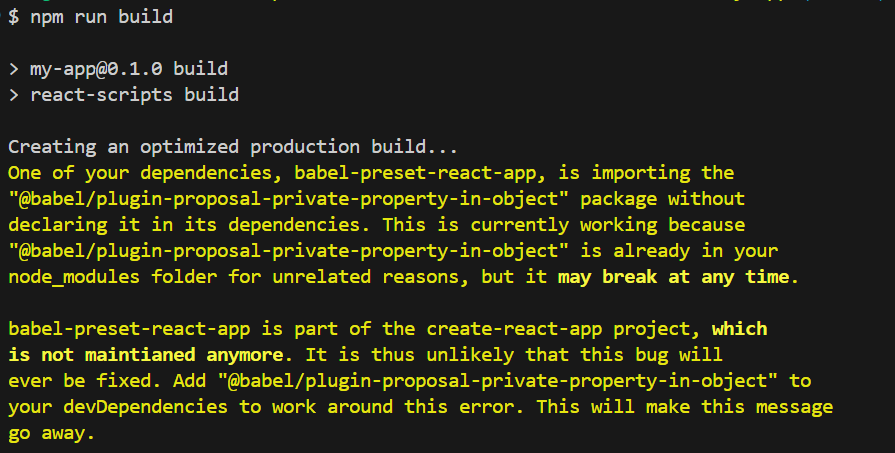 $ npm run build
> my-app@0.1.0 build
> react-scripts build
Creating an optimized production build...
One of your dependencies, babel-preset-react-app, is importing the
"@babel/plugin-proposal-private-property-in-object" package without
declaring it in its dependencies. This is currently working because
"@babel/plugin-proposal-private-property-in-object" is already in your
node_modules folder for unrelated reasons, but it may break at any time.
babel-preset-react-app is part of the create-react-app project, which
is not maintianed anymore. It is thus unlikely that this bug will
ever be fixed. Add "@babel/plugin-proposal-private-property-in-object" to
your devDependencies to work around this error. This will make this message
go away.